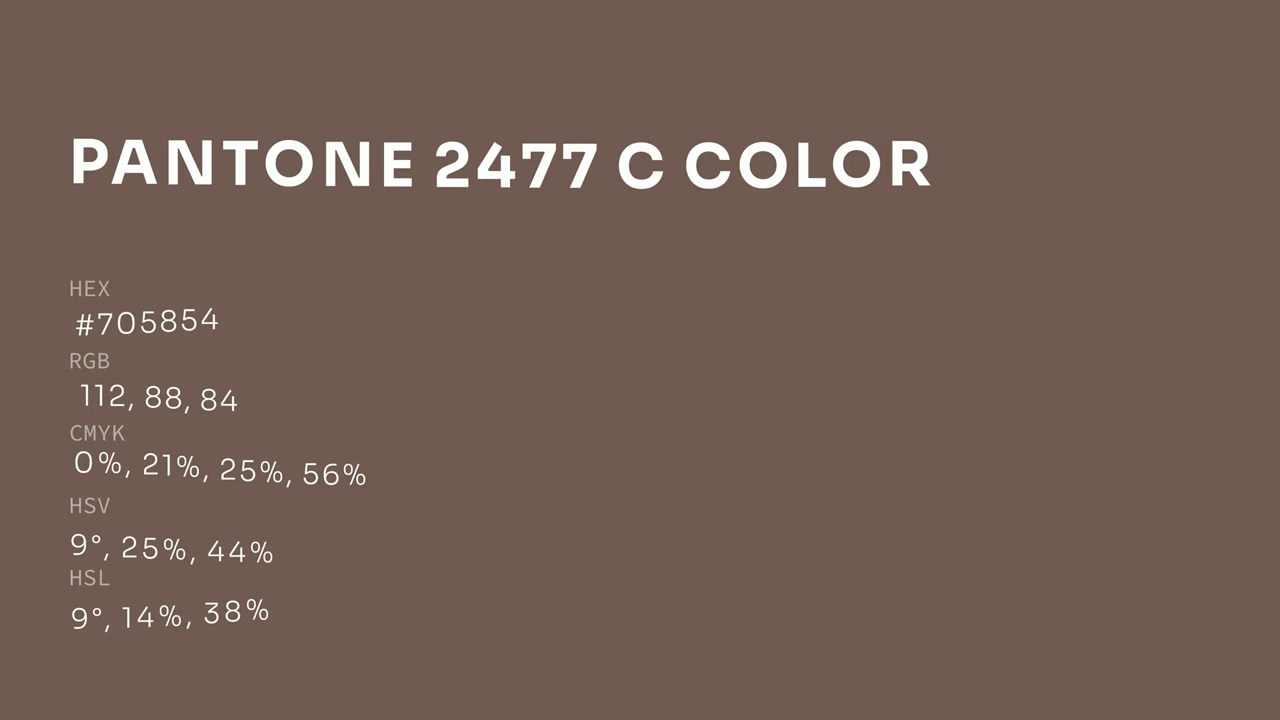 PANTONE 2477 C COLOR
HEX
#705854
RGB
112, 88, 84
CMYK
0%, 21%, 25%, 56%
HSV
9°, 25%, 44%
HSL
9°, 14%, 38%